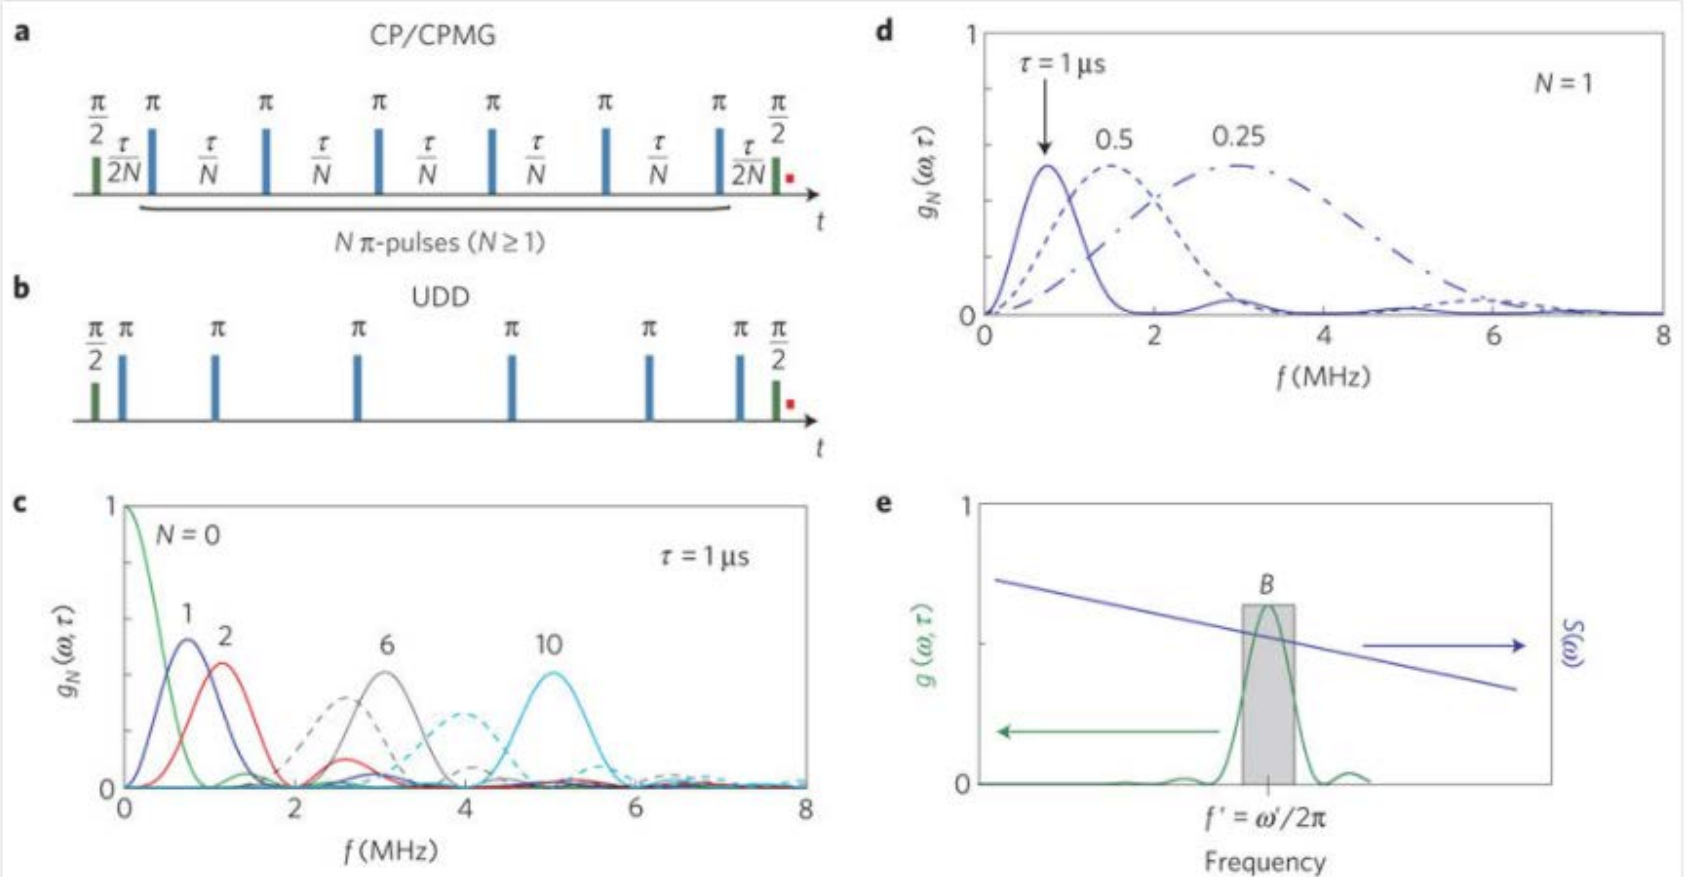 a
CP/CPMG
π/2 π π π π π π π/2
τ/2N τ/N τ/N τ/N τ/N τ/N τ/2N
t
N π-pulses (N ≥ 1)
b
UDD
π/2 π π π π π π π/2
t
c
1
N = 0
τ = 1 μs
1
2
6
10
g_N (ω, τ)
0
0 2 4 6 8
f (MHz)
d
1
τ = 1 μs
N = 1
0.5
0.25
g_N (ω, τ)
0
0 2 4 6 8
f (MHz)
e
1
B
g (ω, τ)
S(ω)
0
f' = ω'/2π
Frequency